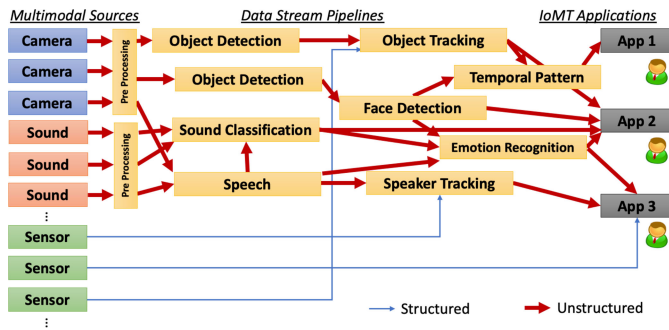 Multimodal Sources
Data Stream Pipelines
IoMT Applications
Camera
Pre Processing
Object Detection
Object Tracking
App 1
Camera
Object Detection
Temporal Pattern
Camera
Face Detection
App 2
Sound
Pre Processing
Sound Classification
Emotion Recognition
Sound
Speech
Speaker Tracking
Sound
App 3
...
Sensor
Sensor
Sensor
Structured
Unstructured
...